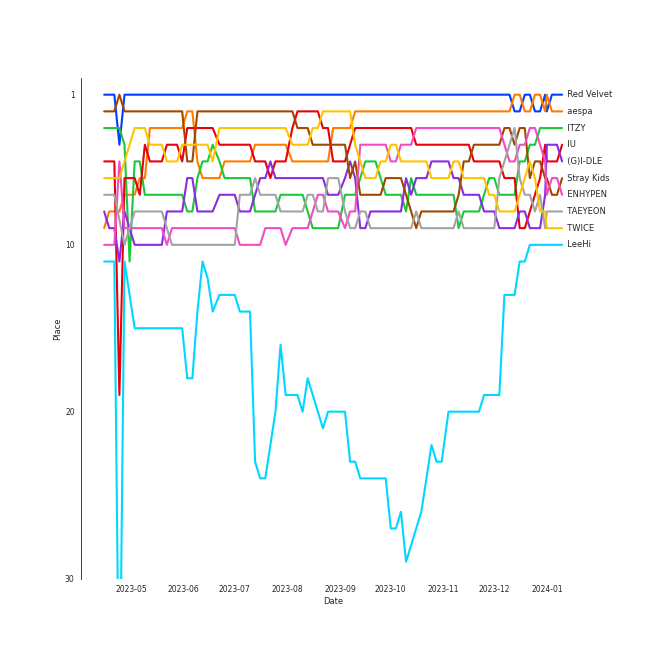 1
10
20
30
Place
Red Velvet
aespa
ITZY
IU
(G)I-DLE
Stray Kids
ENHYPEN
TAEYEON
TWICE
LeeHi
2023-05 2023-06 2023-07 2023-08 2023-09 2023-10 2023-11 2023-12 2024-01
Date